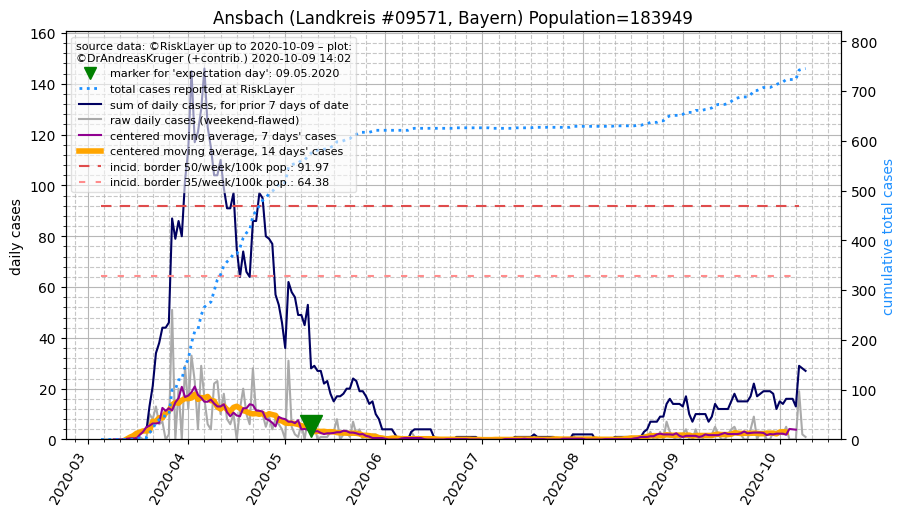 Ansbach (Landkreis #09571, Bayern) Population=183949
source data: ©RiskLayer up to 2020-10-09 – plot:
©DrAndreasKruger (+contrib.) 2020-10-09 14:02
marker for 'expectation day': 09.05.2020
total cases reported at RiskLayer
sum of daily cases, for prior 7 days of date
raw daily cases (weekend-flawed)
centered moving average, 7 days' cases
centered moving average, 14 days' cases
incid. border 50/week/100k pop.: 91.97
incid. border 35/week/100k pop.: 64.38
daily cases
160
140
120
100
80
60
40
20
0
cumulative total cases
800
700
600
500
400
300
200
100
0
2020-03
2020-04
2020-05
2020-06
2020-07
2020-08
2020-09
2020-10